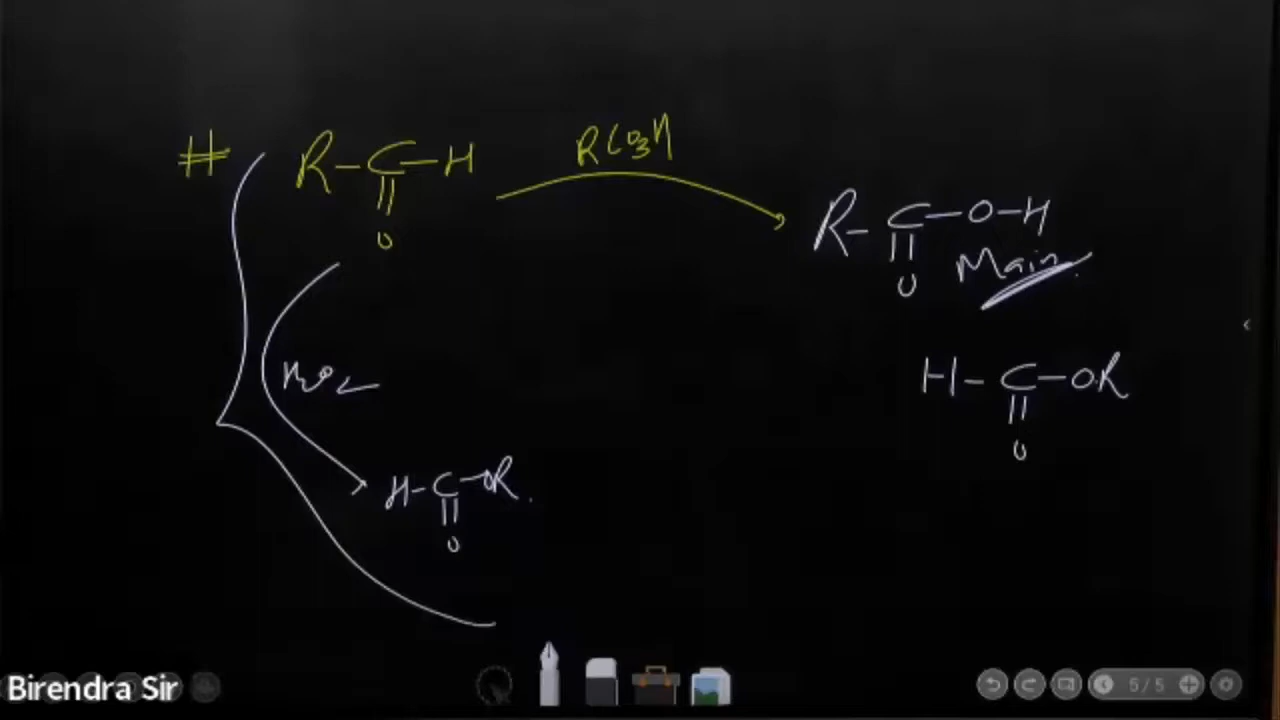 # R-C-H RCO3H
||
O
R-C-O-H
||
O
Main
H-C-OR
||
O
H-C-OR.
||
O
Birendra Sir
5/5